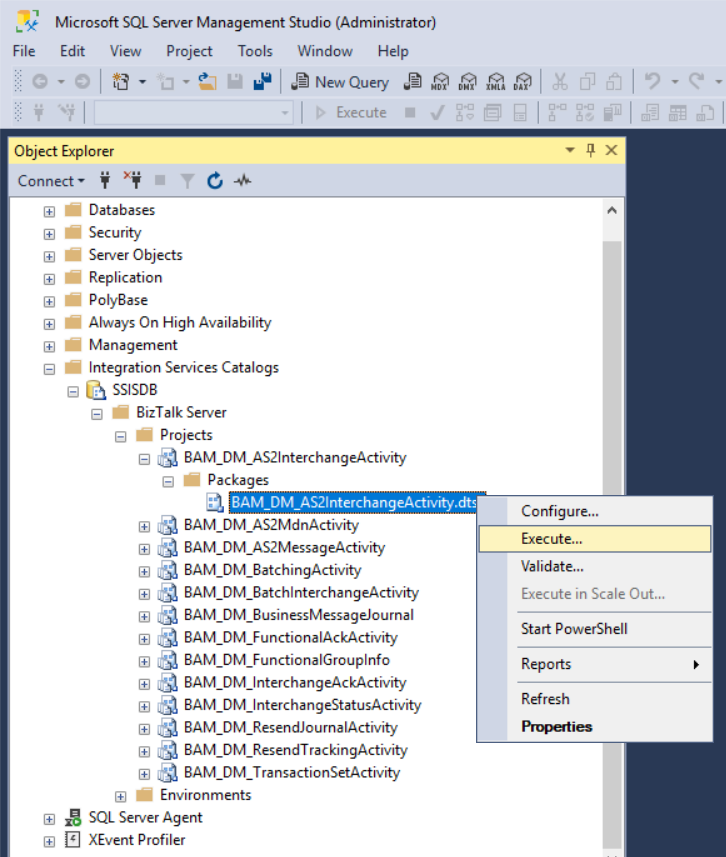 Microsoft SQL Server Management Studio (Administrator)
File Edit View Project Tools Window Help
New Query MDX DMX XMLA DAX
Execute
Object Explorer
Connect
Databases
Security
Server Objects
Replication
PolyBase
Always On High Availability
Management
Integration Services Catalogs
SSISDB
BizTalk Server
Projects
BAM_DM_AS2InterchangeActivity
Packages
BAM_DM_AS2InterchangeActivity.dts
Configure...
Execute...
Validate...
Execute in Scale Out...
Start PowerShell
Reports
Refresh
Properties
BAM_DM_AS2MdnActivity
BAM_DM_AS2MessageActivity
BAM_DM_BatchingActivity
BAM_DM_BatchInterchangeActivity
BAM_DM_BusinessMessageJournal
BAM_DM_FunctionalAckActivity
BAM_DM_FunctionalGroupInfo
BAM_DM_InterchangeAckActivity
BAM_DM_InterchangeStatusActivity
BAM_DM_ResendJournalActivity
BAM_DM_ResendTrackingActivity
BAM_DM_TransactionSetActivity
Environments
SQL Server Agent
XEvent Profiler